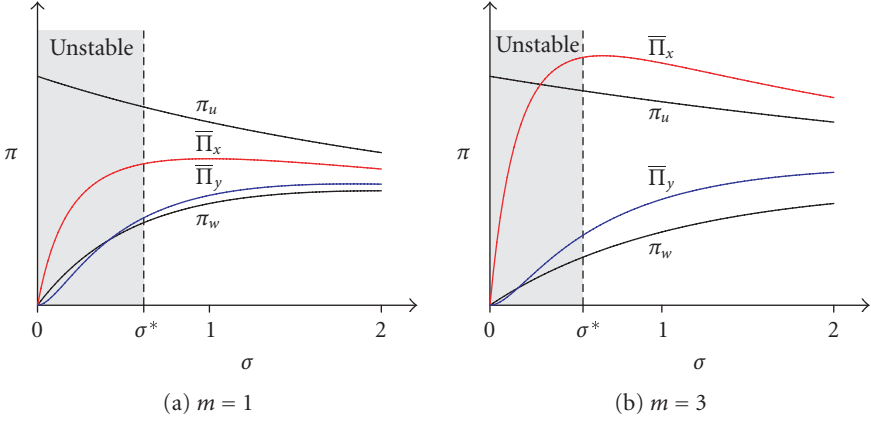 Unstable
π_u
Π̅_x
Π̅_y
π_w
π
0
σ*
1
2
σ
(a) m = 1
Unstable
Π̅_x
π_u
Π̅_y
π_w
π
0
σ*
1
2
σ
(b) m = 3